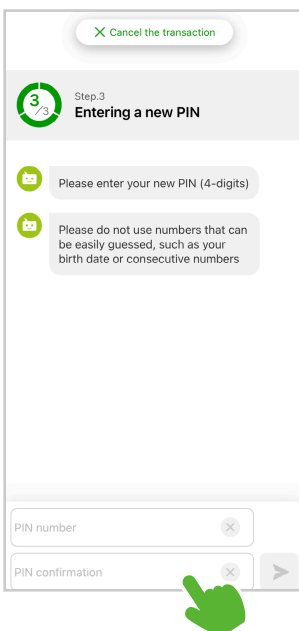 Cancel the transaction
3/3
Step.3
Entering a new PIN
Please enter your new PIN (4-digits)
Please do not use numbers that can
be easily guessed, such as your
birth date or consecutive numbers
PIN number
PIN confirmation